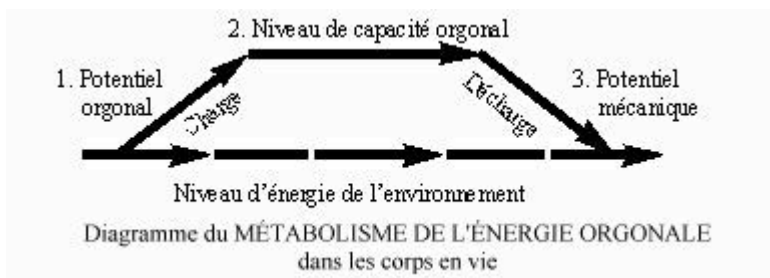 2. Niveau de capacité orgonal
1. Potentiel
orgonal
Charge
Décharge
3. Potentiel
mécanique
Niveau d'énergie de l'environnement
Diagramme du MÉTABOLISME DE L'ÉNERGIE ORGONALE
dans les corps en vie